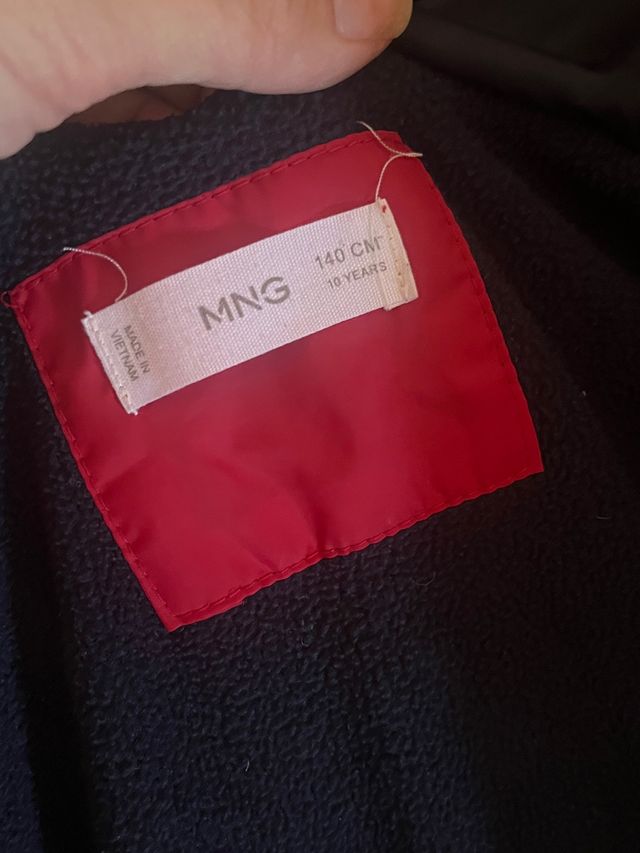 MNG
140 CM
10 YEARS
MADE IN
VIETNAM